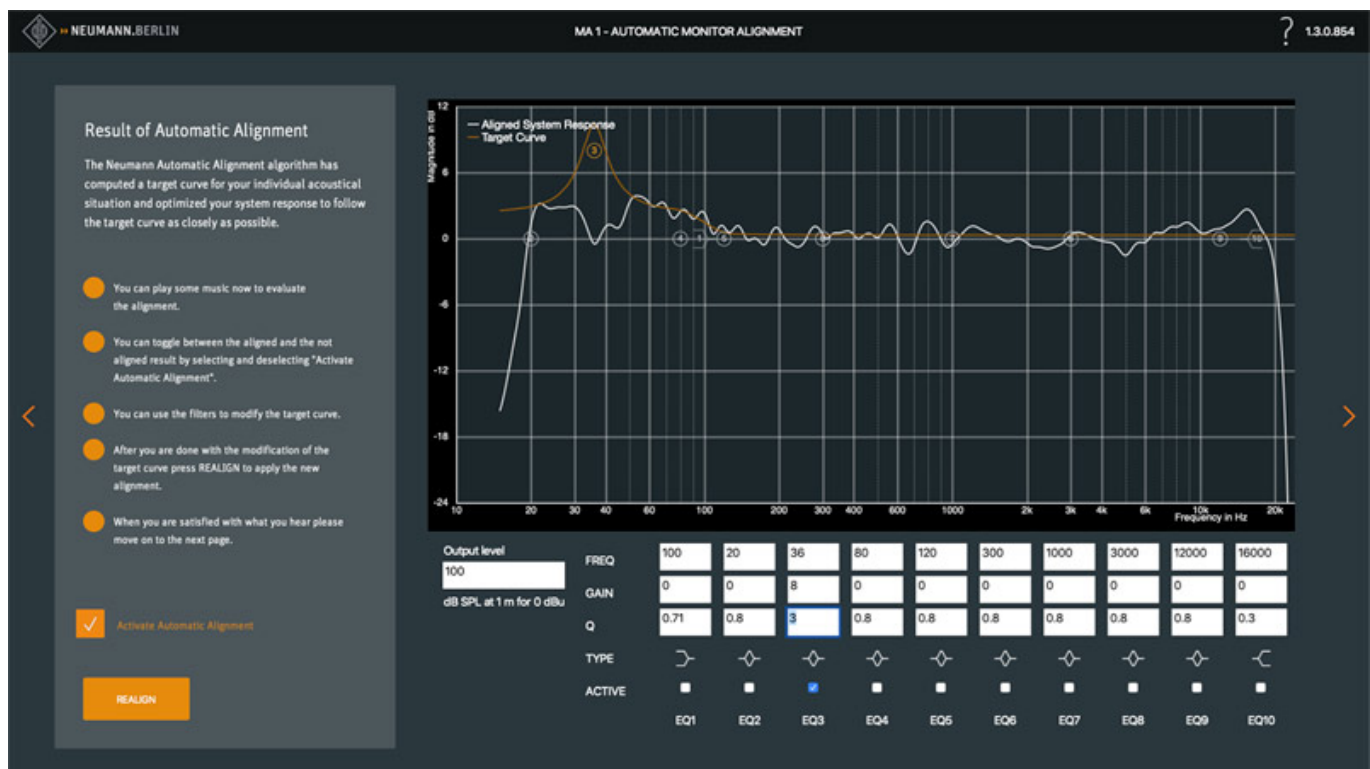 NEUMANN.BERLIN
MA 1 - AUTOMATIC MONITOR ALIGNMENT
? 1.3.0.854
Result of Automatic Alignment
The Neumann Automatic Alignment algorithm has
computed a target curve for your individual acoustical
situation and optimized your system response to follow
the target curve as closely as possible.
You can play some music now to evaluate
the alignment.
You can toggle between the aligned and the not
aligned result by selecting and deselecting "Activate
Automatic Alignment".
You can use the filters to modify the target curve.
After you are done with the modification of the
target curve press REALIGN to apply the new
alignment.
When you are satisfied with what you hear please
move on to the next page.
Activate Automatic Alignment
REALIGN
Magnitude in dB
12
6
0
-6
-12
-18
-24
Aligned System Response
Target Curve
3
4 1 5 7 9 10
10 20 30 40 60 100 200 300 400 600 1000 2k 3k 4k 6k 10k 20k
Frequency in Hz
Output level
100
dB SPL at 1 m for 0 dBu
FREQ 100 20 36 80 120 300 1000 3000 12000 16000
GAIN 0 0 8 0 0 0 0 0 0 0
Q 0.71 0.8 3 0.8 0.8 0.8 0.8 0.8 0.8 0.3
TYPE
ACTIVE
EQ1 EQ2 EQ3 EQ4 EQ5 EQ6 EQ7 EQ8 EQ9 EQ10